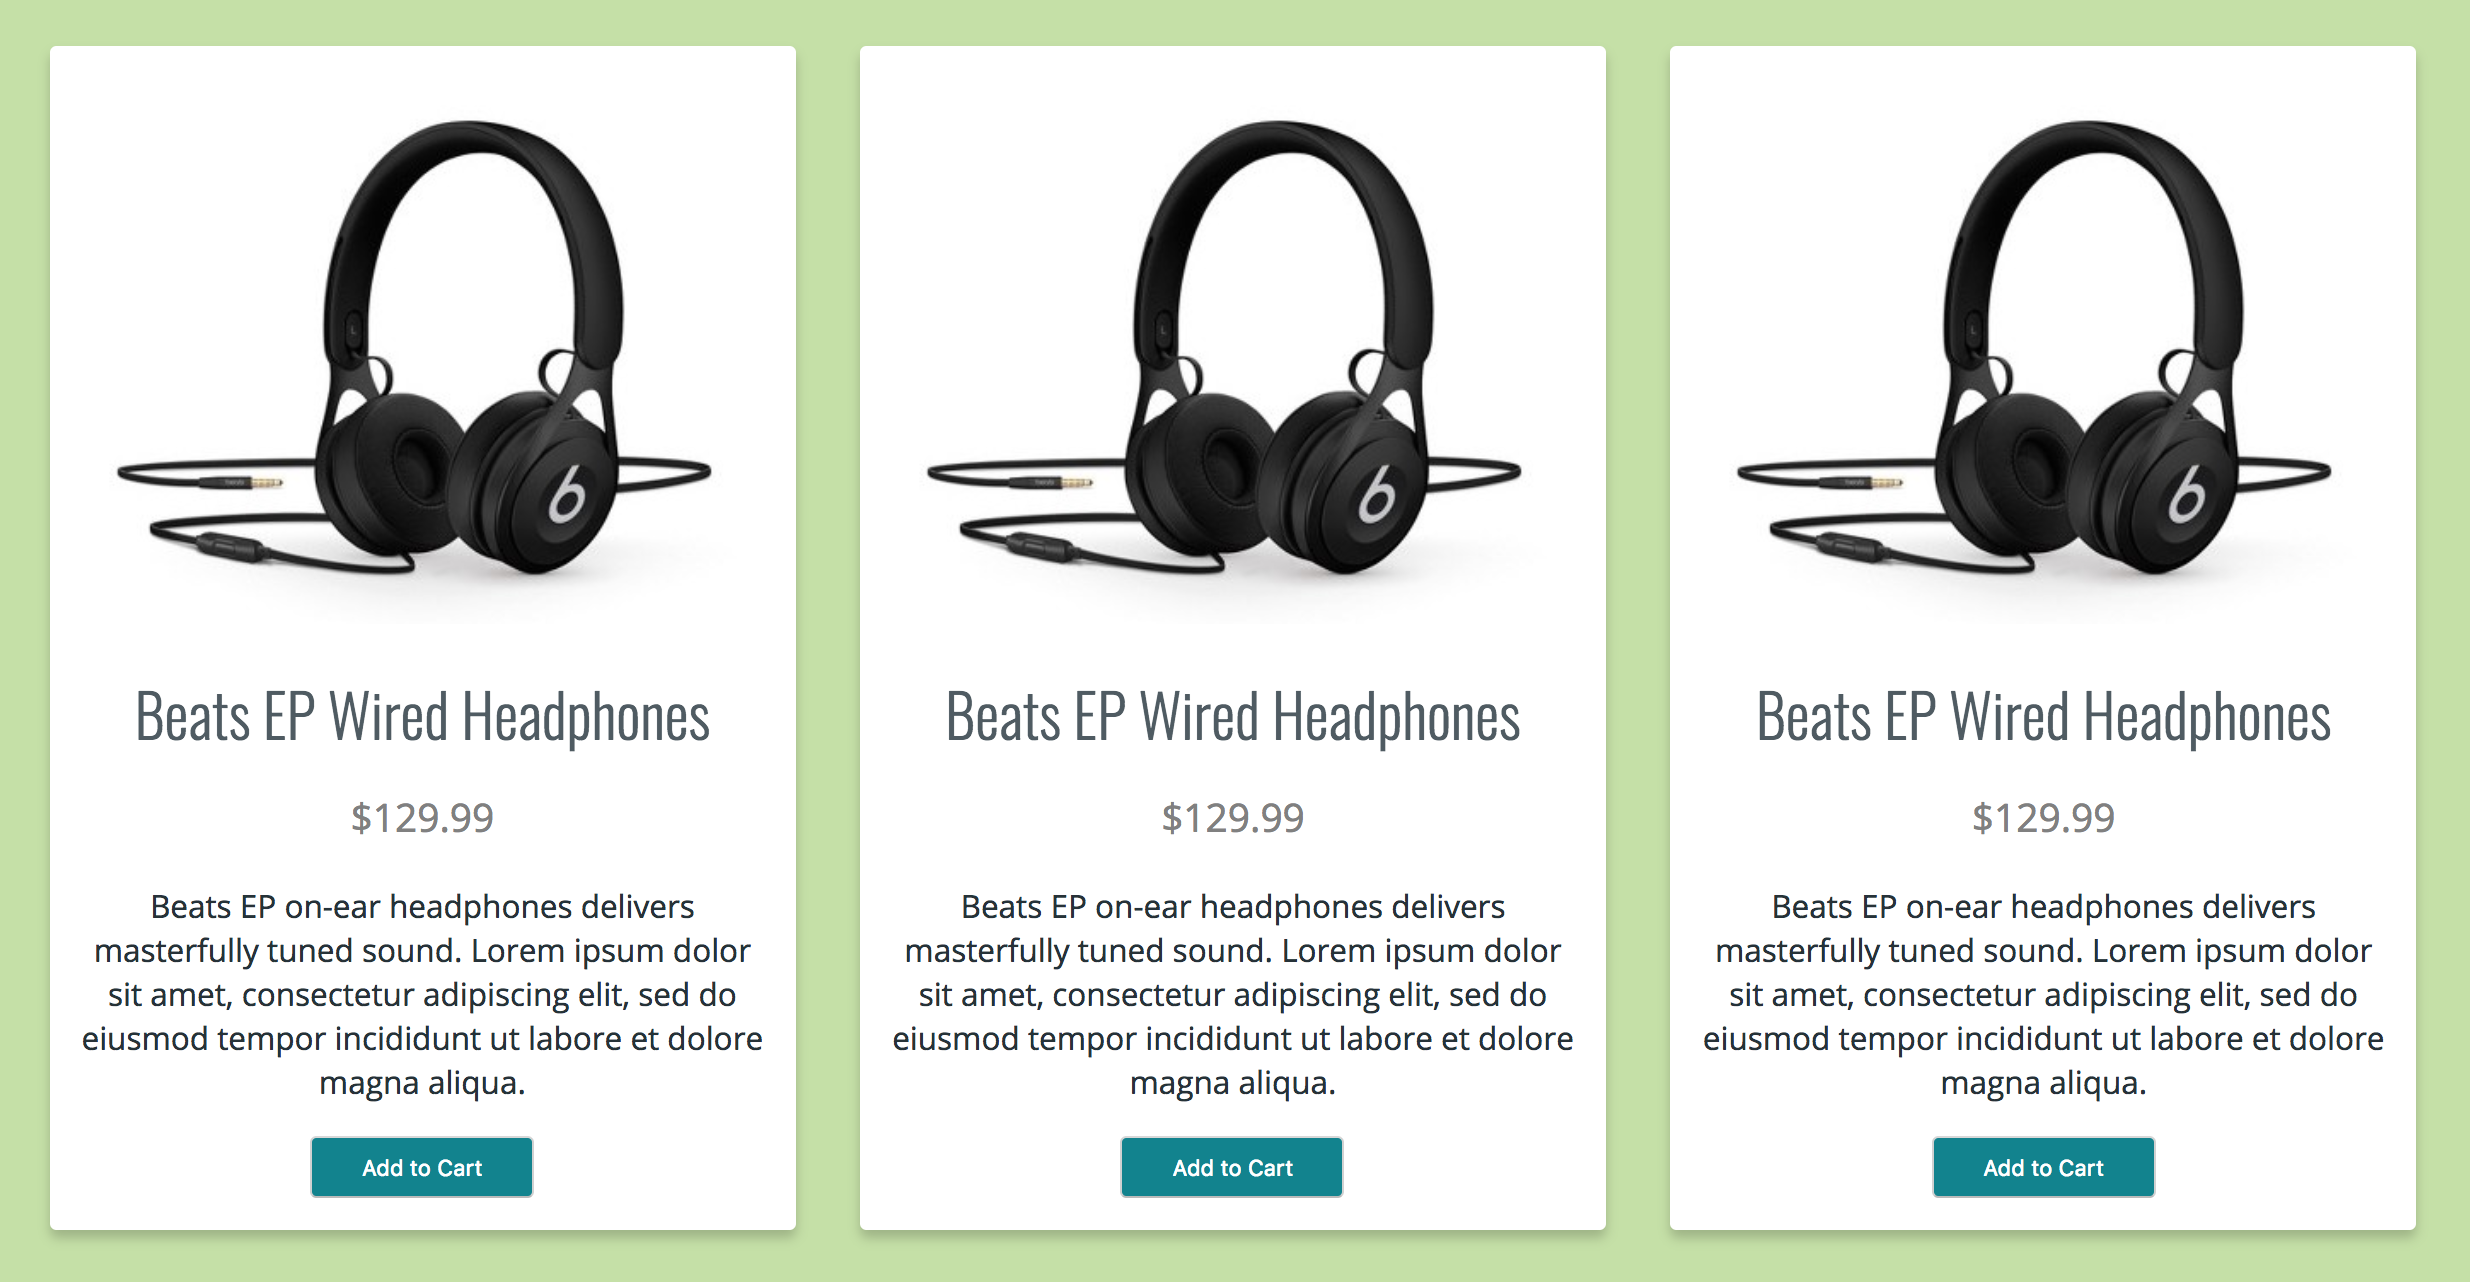 Beats EP Wired Headphones
$129.99
Beats EP on-ear headphones delivers
masterfully tuned sound. Lorem ipsum dolor
sit amet, consectetur adipiscing elit, sed do
eiusmod tempor incididunt ut labore et dolore
magna aliqua.
Add to Cart
Beats EP Wired Headphones
$129.99
Beats EP on-ear headphones delivers
masterfully tuned sound. Lorem ipsum dolor
sit amet, consectetur adipiscing elit, sed do
eiusmod tempor incididunt ut labore et dolore
magna aliqua.
Add to Cart
Beats EP Wired Headphones
$129.99
Beats EP on-ear headphones delivers
masterfully tuned sound. Lorem ipsum dolor
sit amet, consectetur adipiscing elit, sed do
eiusmod tempor incididunt ut labore et dolore
magna aliqua.
Add to Cart